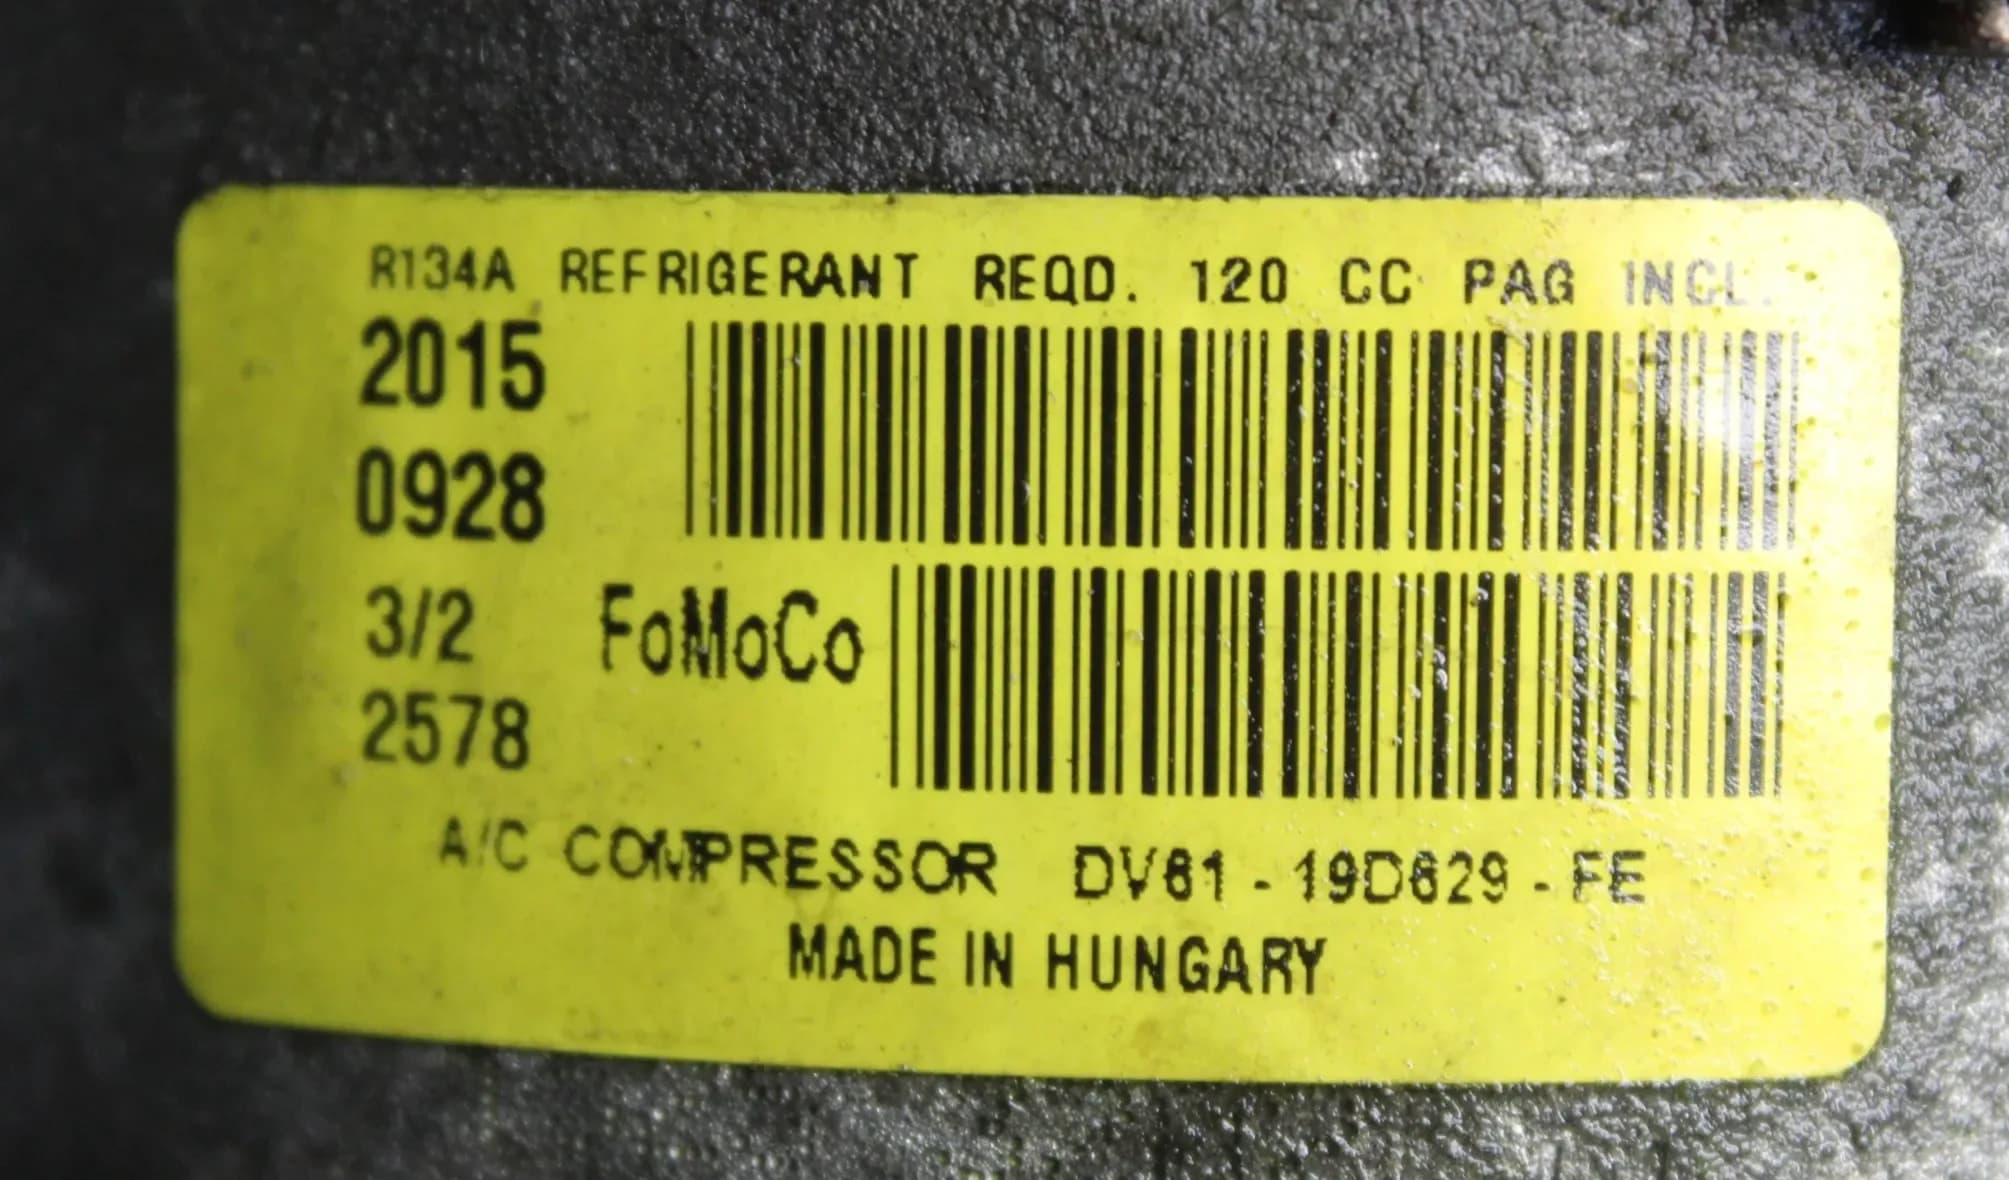 R134A REFRIGERANT REQD. 120 CC PAG INCL.
2015
0928
3/2
FoMoCo
2578
A/C COMPRESSOR DV61-19D629-FE
MADE IN HUNGARY